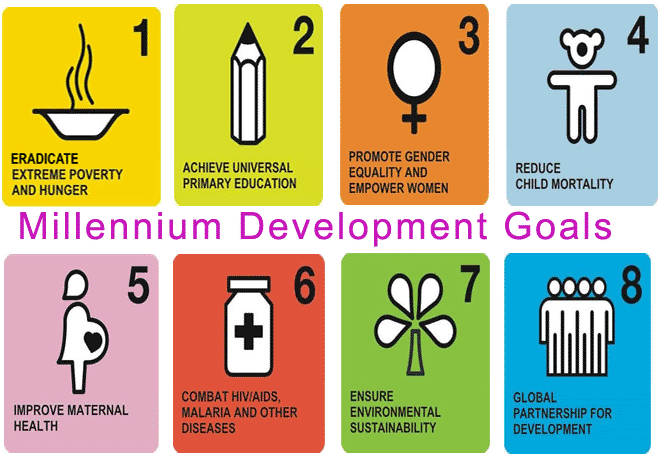 1
ERADICATE
EXTREME POVERTY
AND HUNGER
2
ACHIEVE UNIVERSAL
PRIMARY EDUCATION
3
PROMOTE GENDER
EQUALITY AND
EMPOWER WOMEN
4
REDUCE
CHILD MORTALITY
Millennium Development Goals
5
IMPROVE MATERNAL
HEALTH
6
COMBAT HIV/AIDS,
MALARIA AND OTHER
DISEASES
7
ENSURE
ENVIRONMENTAL
SUSTAINABILITY
8
GLOBAL
PARTNERSHIP FOR
DEVELOPMENT